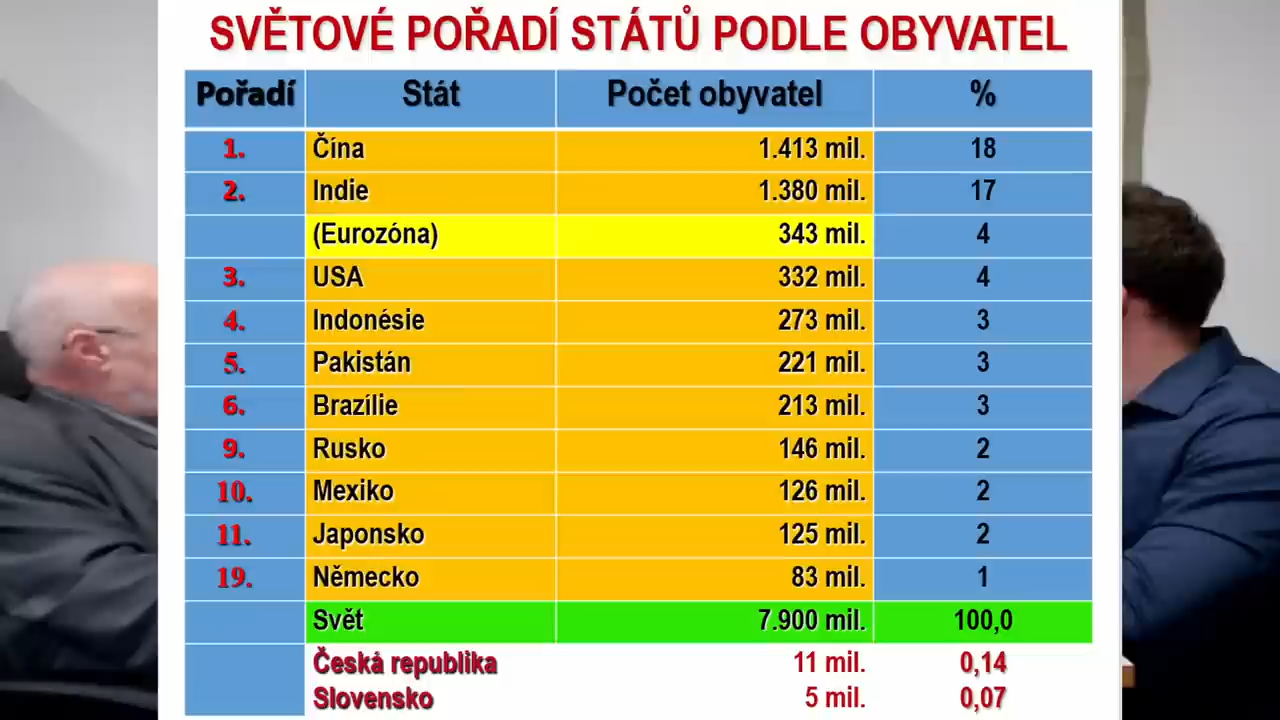 SVĚTOVÉ POŘADÍ STÁTŮ PODLE OBYVATEL
Pořadí Stát Počet obyvatel %
1. Čína 1.413 mil. 18
2. Indie 1.380 mil. 17
(Eurozóna) 343 mil. 4
3. USA 332 mil. 4
4. Indonésie 273 mil. 3
5. Pakistán 221 mil. 3
6. Brazílie 213 mil. 3
9. Rusko 146 mil. 2
10. Mexiko 126 mil. 2
11. Japonsko 125 mil. 2
19. Německo 83 mil. 1
Svět 7.900 mil. 100,0
Česká republika 11 mil. 0,14
Slovensko 5 mil. 0,07